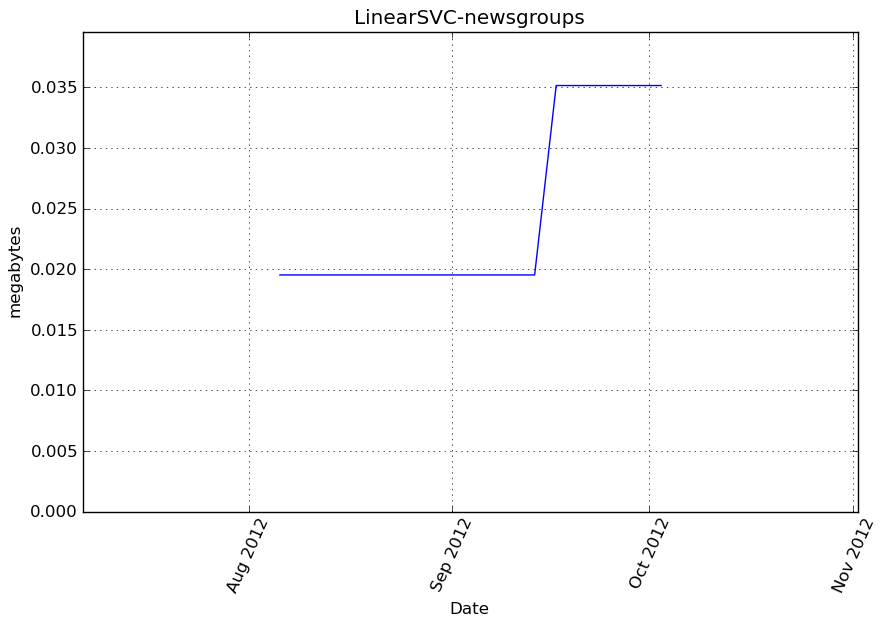 LinearSVC-newsgroups
0.035
0.030
0.025
0.020
0.015
0.010
0.005
0.000
megabytes
Aug 2012
Sep 2012
Oct 2012
Nov 2012
Date